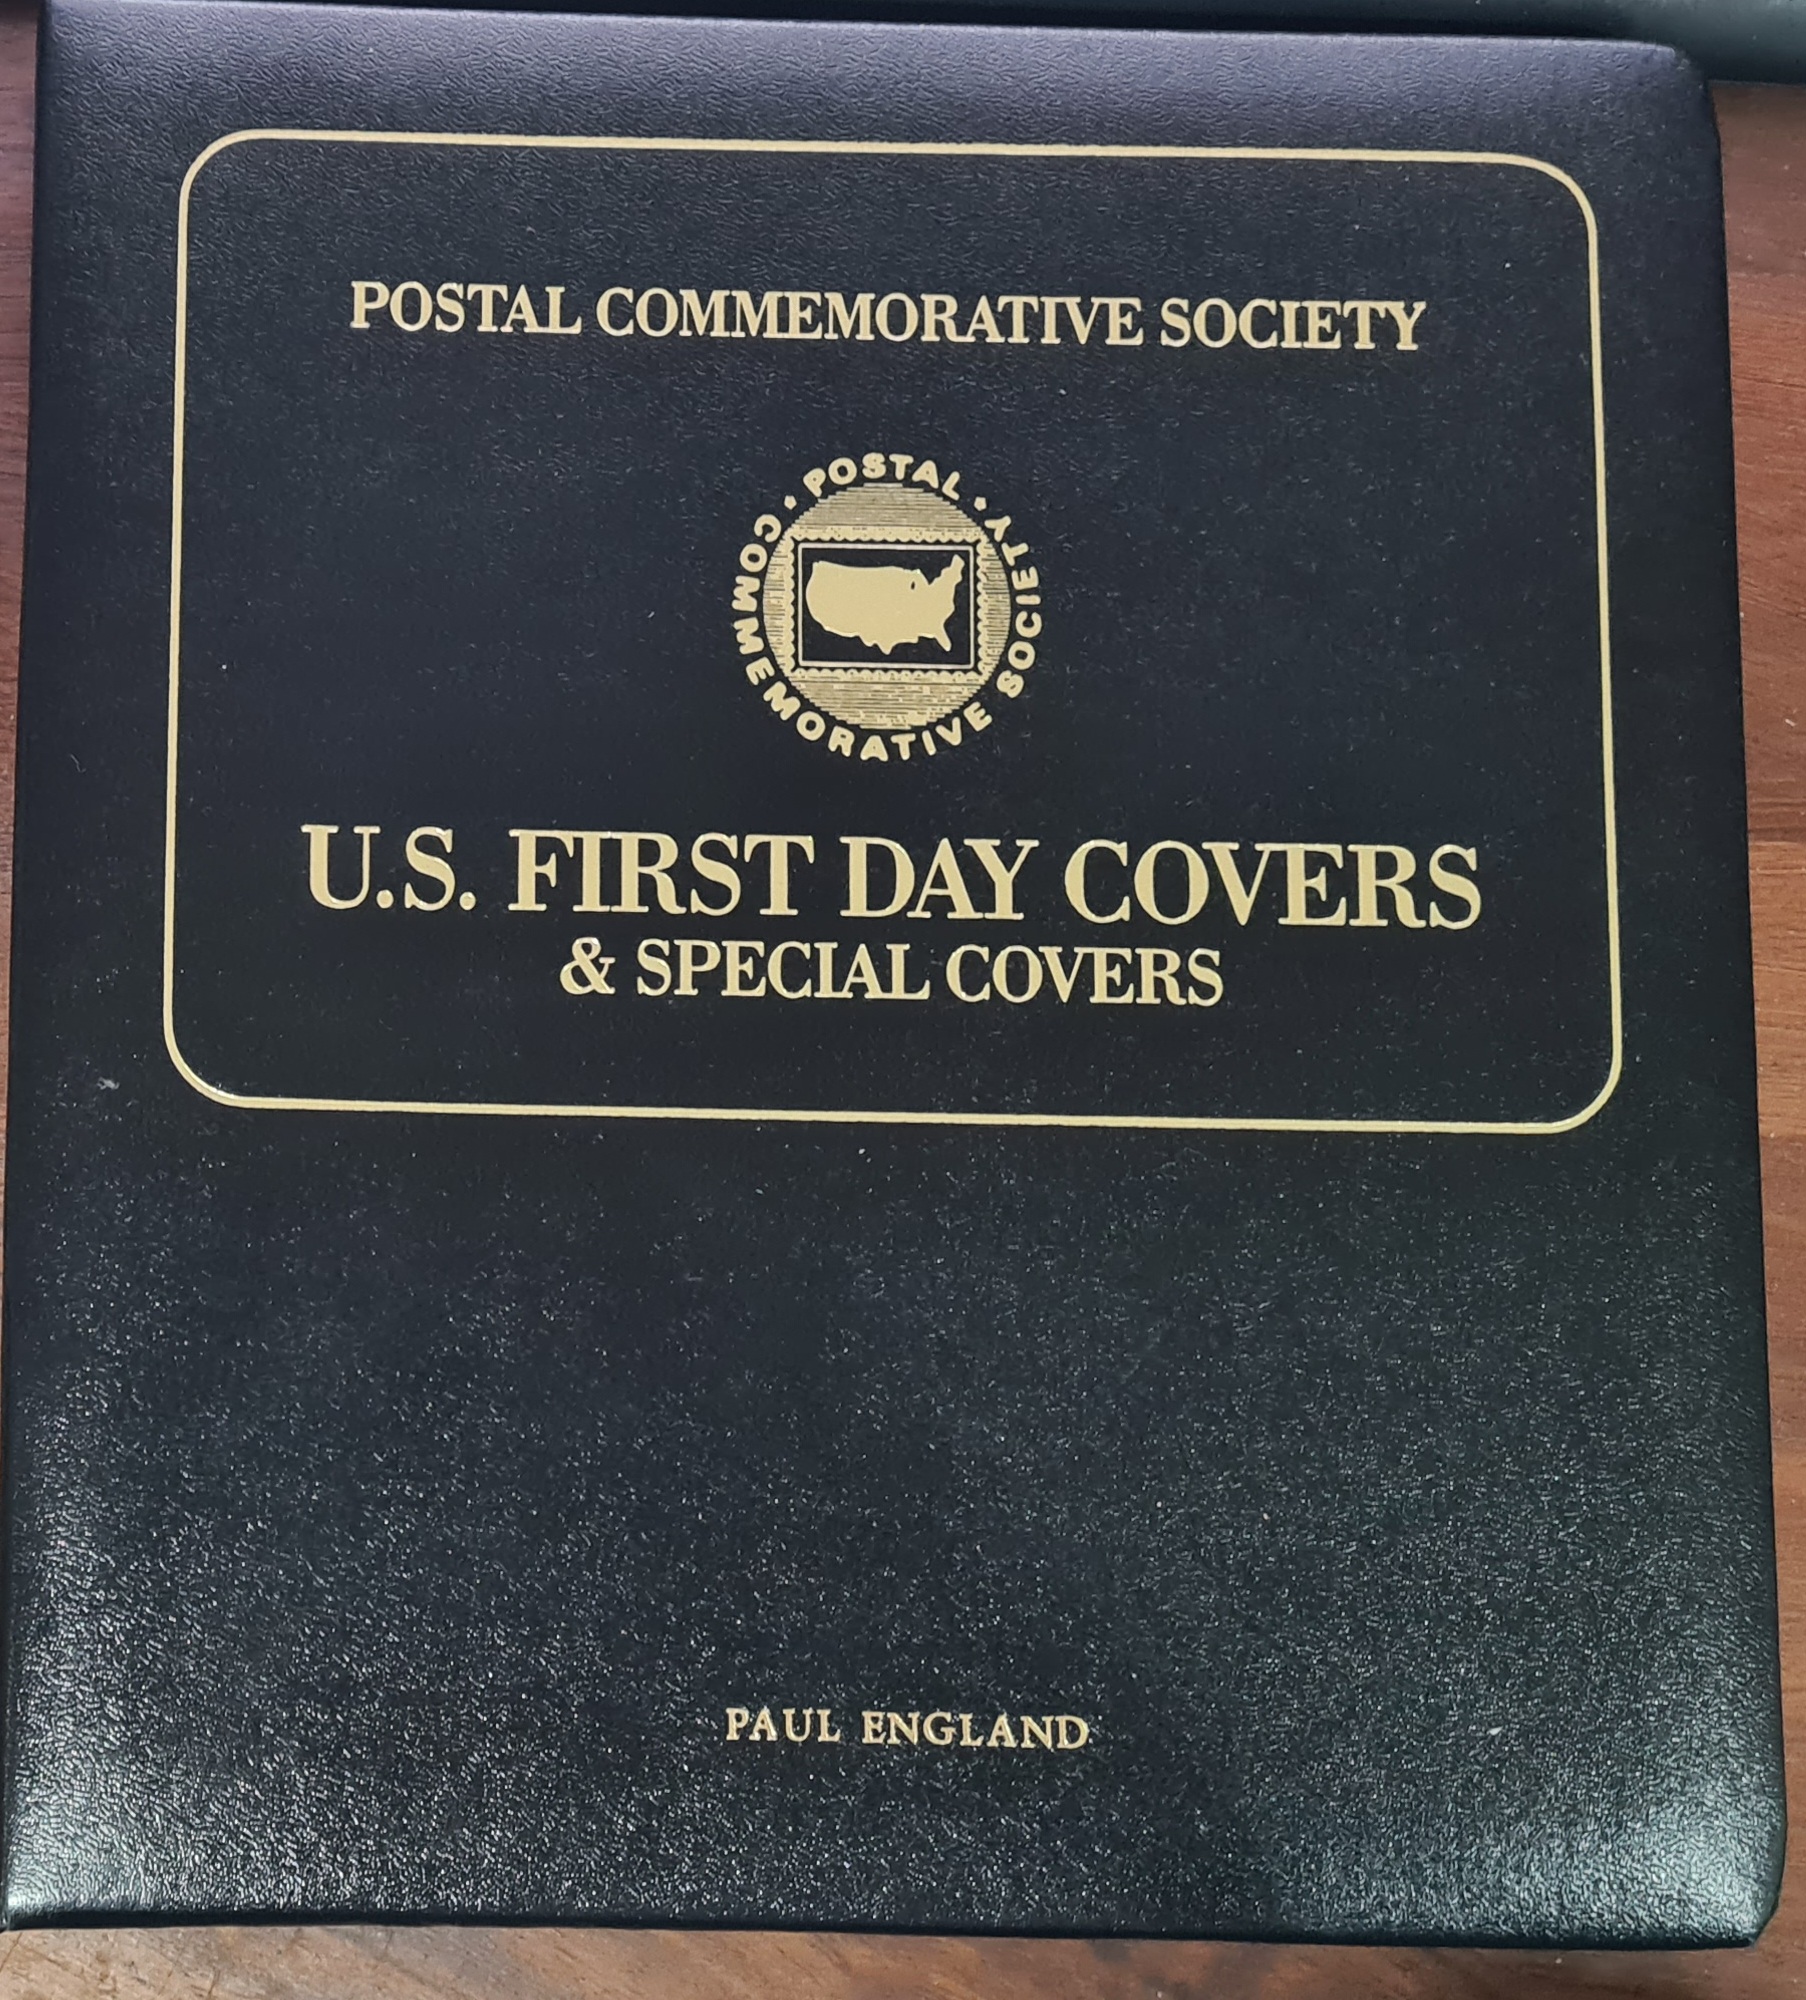 POSTAL COMMEMORATIVE SOCIETY
• POSTAL •
COMMEMORATIVE SOCIETY
U.S. FIRST DAY COVERS
& SPECIAL COVERS
PAUL ENGLAND